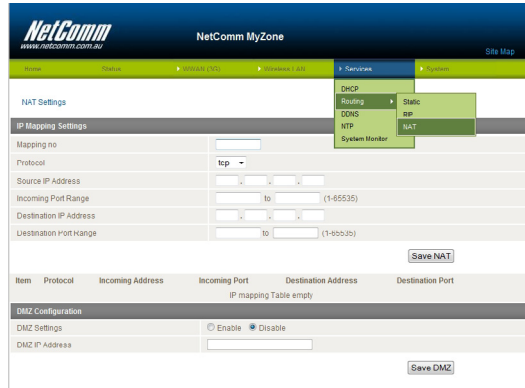 NetComm
www.netcomm.com.au
NetComm MyZone
Site Map
Home Status WWAN (3G) Wireless LAN Services System
DHCP
Routing
DDNS
NTP
System Monitor
Static
RIP
NAT
NAT Settings
IP Mapping Settings
Mapping no
Protocol tcp
Source IP Address . . .
Incoming Port Range to (1-65535)
Destination IP Address . . .
Destination Port Range to (1-65535)
Save NAT
Item Protocol Incoming Address Incoming Port Destination Address Destination Port
IP mapping Table empty
DMZ Configuration
DMZ Settings Enable Disable
DMZ IP Address
Save DMZ